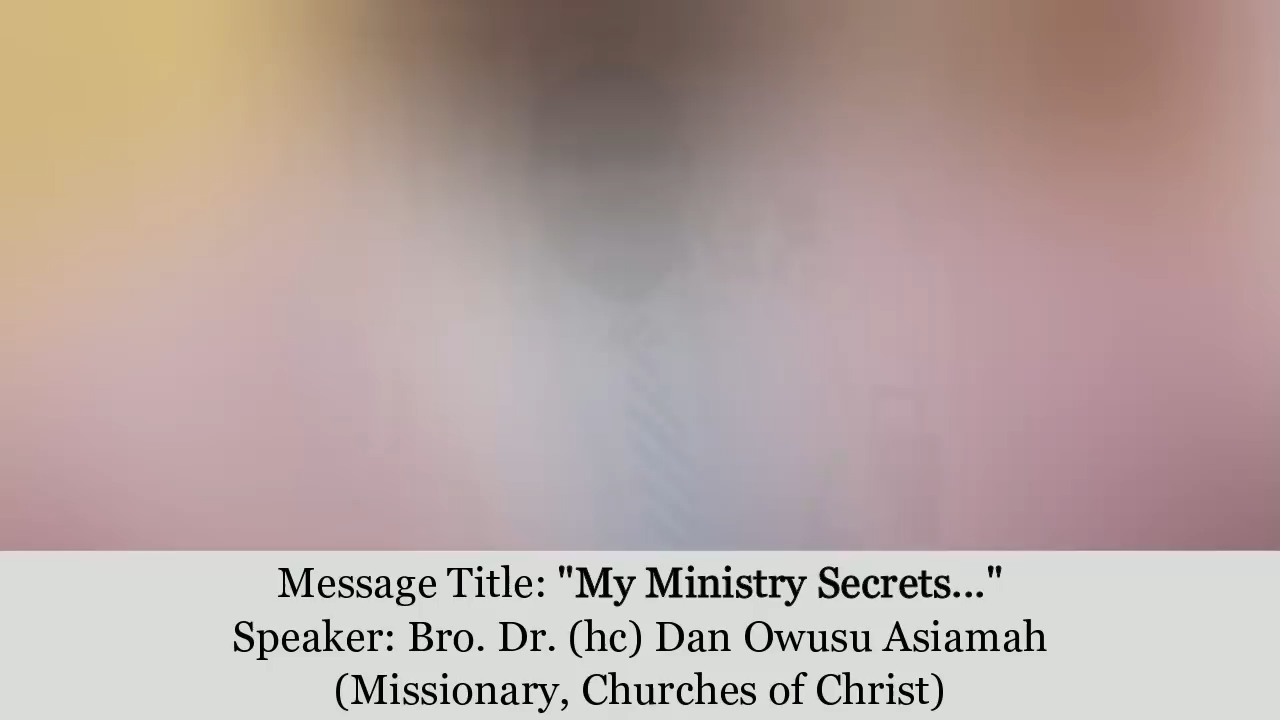 Message Title: "My Ministry Secrets..."
Speaker: Bro. Dr. (hc) Dan Owusu Asiamah
(Missionary, Churches of Christ)